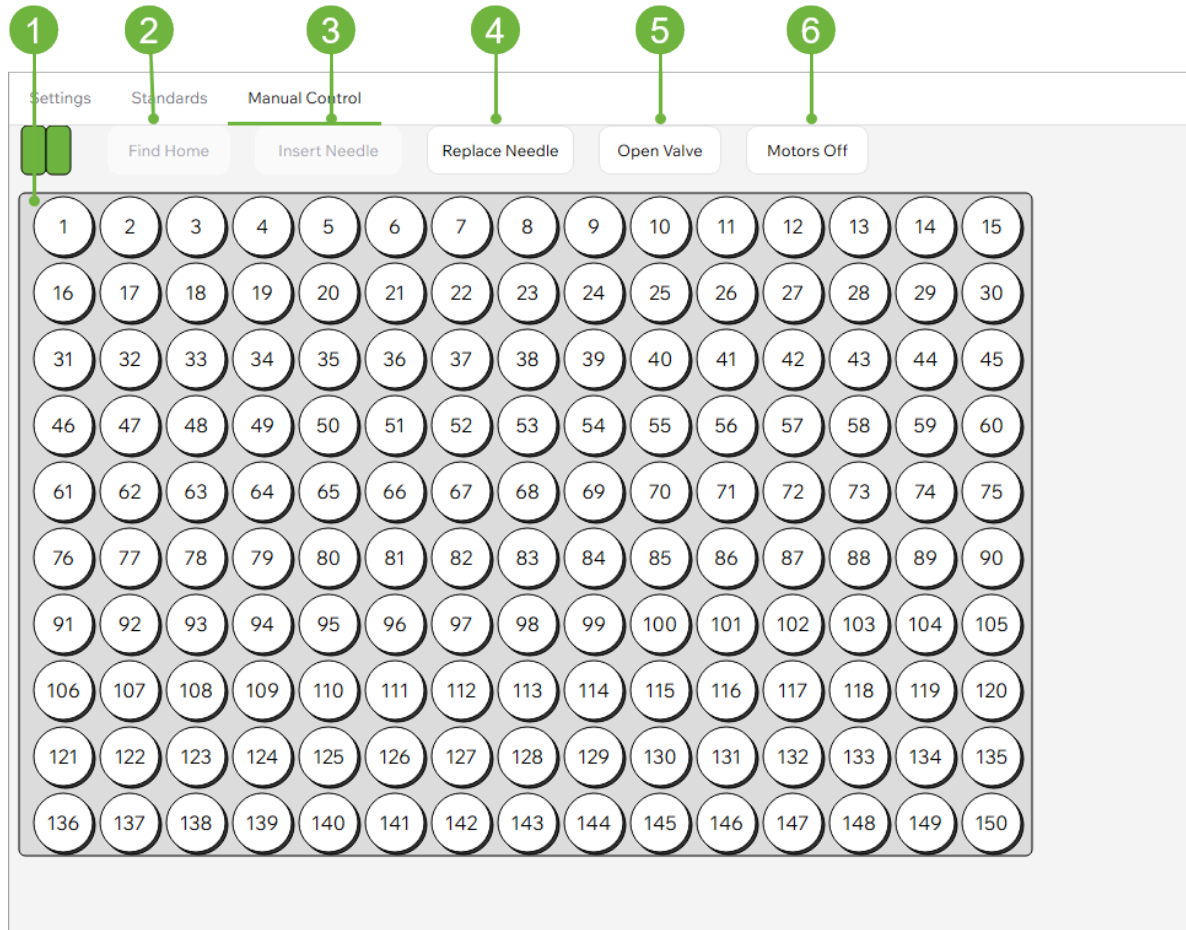 1 2 3 4 5 6
Settings Standards Manual Control
Find Home Insert Needle Replace Needle Open Valve Motors Off
1 2 3 4 5 6 7 8 9 10 11 12 13 14 15
16 17 18 19 20 21 22 23 24 25 26 27 28 29 30
31 32 33 34 35 36 37 38 39 40 41 42 43 44 45
46 47 48 49 50 51 52 53 54 55 56 57 58 59 60
61 62 63 64 65 66 67 68 69 70 71 72 73 74 75
76 77 78 79 80 81 82 83 84 85 86 87 88 89 90
91 92 93 94 95 96 97 98 99 100 101 102 103 104 105
106 107 108 109 110 111 112 113 114 115 116 117 118 119 120
121 122 123 124 125 126 127 128 129 130 131 132 133 134 135
136 137 138 139 140 141 142 143 144 145 146 147 148 149 150